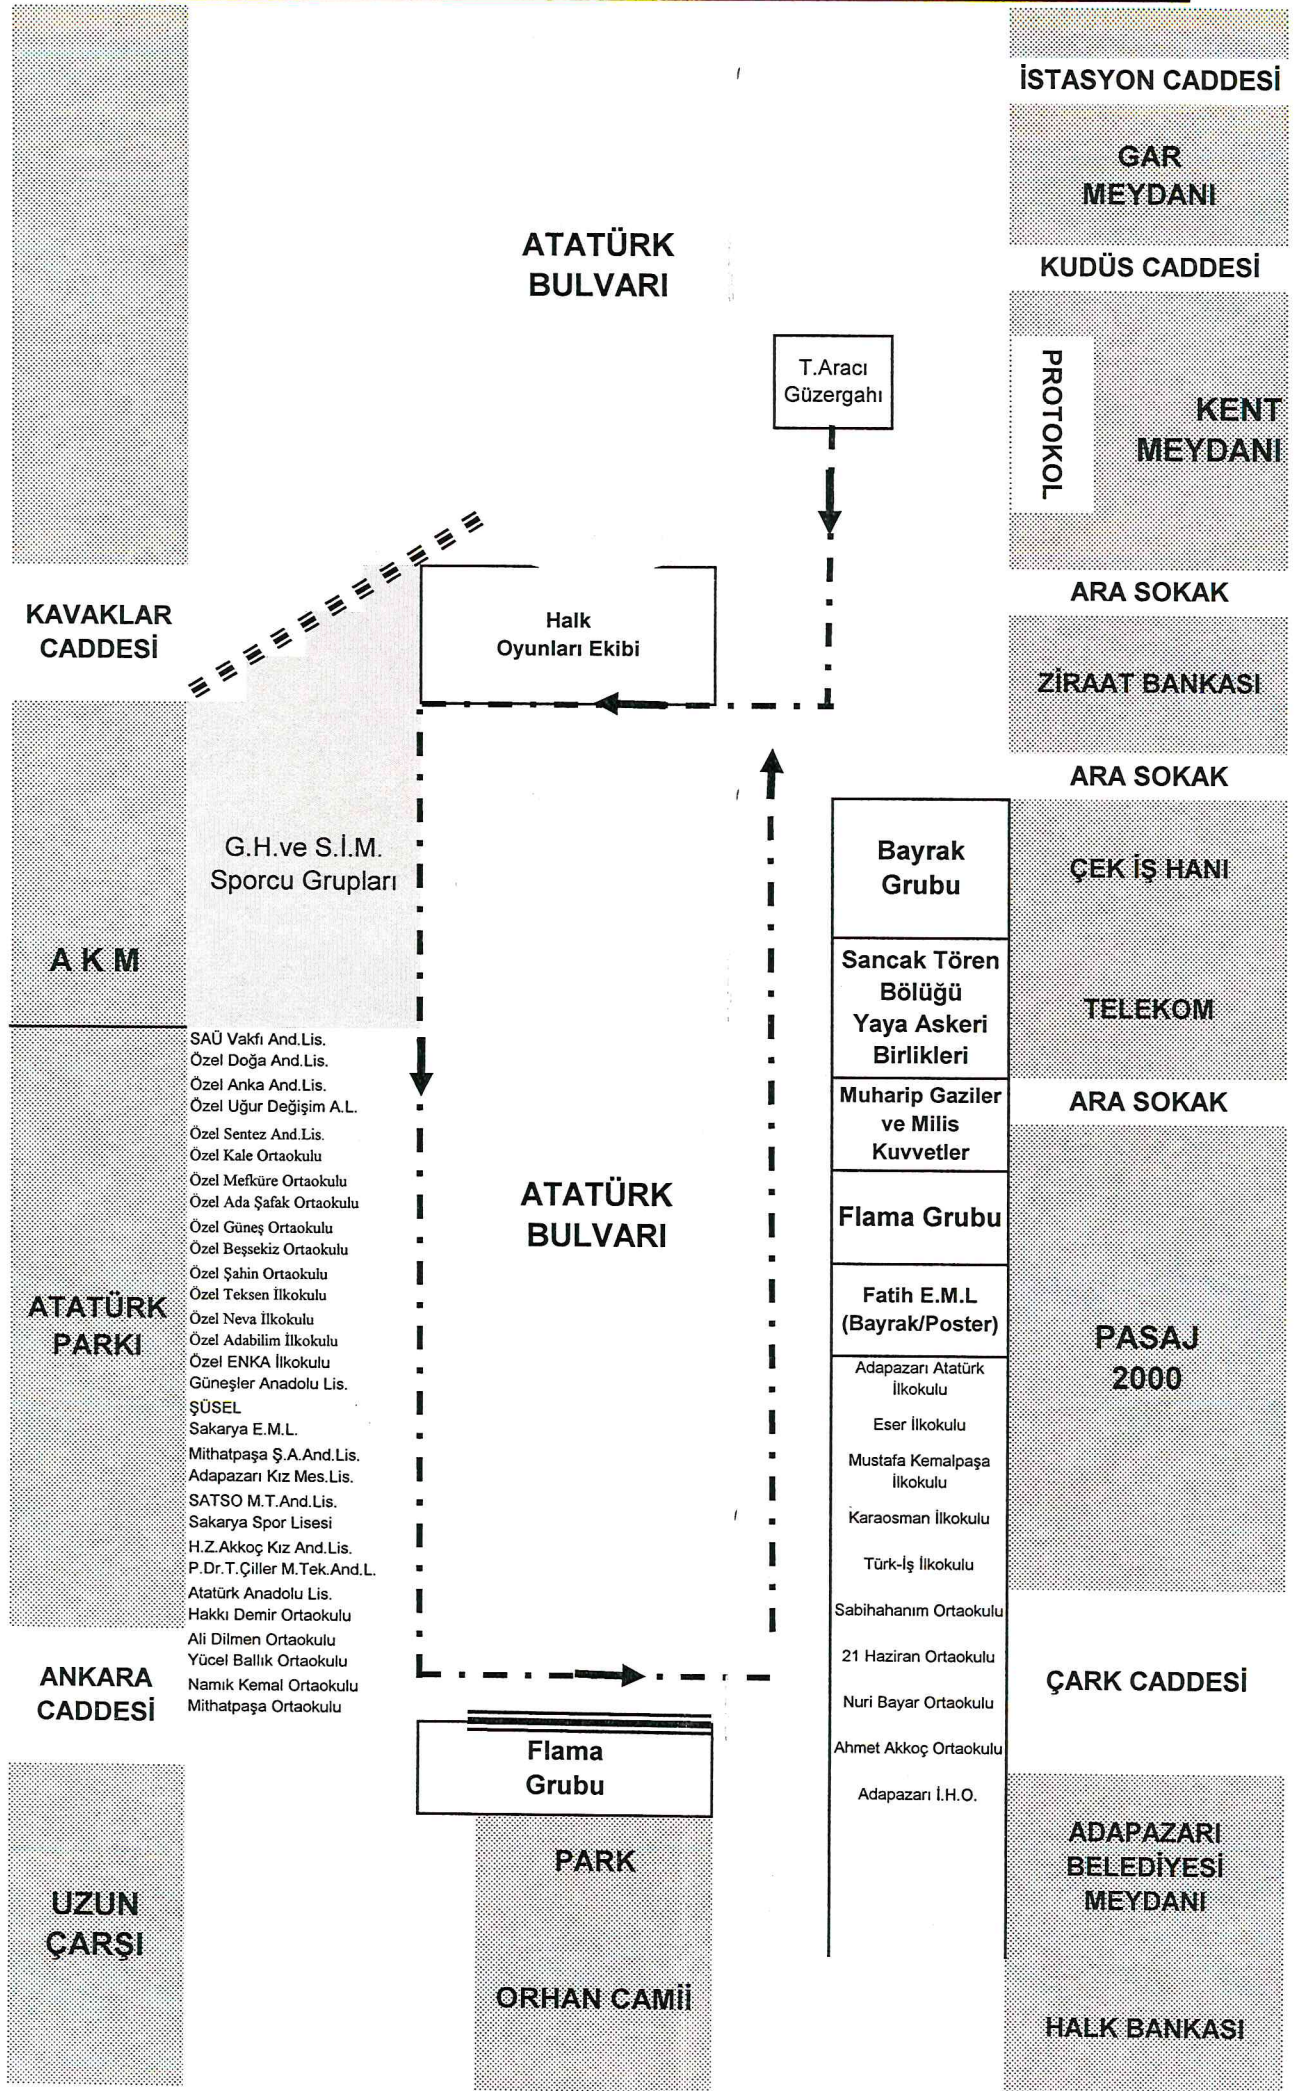 İSTASYON CADDESİ
GAR
MEYDANI
ATATÜRK
BULVARI
KUDÜS CADDESİ
T.Aracı
Güzergahı
PROTOKOL
KENT
MEYDANI
KAVAKLAR
CADDESİ
Halk
Oyunları Ekibi
ARA SOKAK
ZİRAAT BANKASI
ARA SOKAK
G.H.ve S.İ.M.
Sporcu Grupları
A K M
Bayrak
Grubu
ÇEK İŞ HANI
Sancak Tören
Bölüğü
Yaya Askeri
Birlikleri
TELEKOM
Muharip Gaziler
ve Milis
Kuvvetler
ARA SOKAK
SAÜ Vakfı And.Lis.
Özel Doğa And.Lis.
Özel Anka And.Lis.
Özel Uğur Değişim A.L.
Özel Sentez And.Lis.
Özel Kale Ortaokulu
Özel Mefküre Ortaokulu
Özel Ada Şafak Ortaokulu
Özel Güneş Ortaokulu
Özel Beşsekiz Ortaokulu
Özel Şahin Ortaokulu
Özel Teksen İlkokulu
Özel Neva İlkokulu
Özel Adabilim İlkokulu
Özel ENKA İlkokulu
Güneşler Anadolu Lis.
ŞÜSEL
Sakarya E.M.L.
Mithatpaşa Ş.A.And.Lis.
Adapazarı Kız Mes.Lis.
SATSO M.T.And.Lis.
Sakarya Spor Lisesi
H.Z.Akkoç Kız And.Lis.
P.Dr.T.Çiller M.Tek.And.L.
Atatürk Anadolu Lis.
Hakkı Demir Ortaokulu
Ali Dilmen Ortaokulu
Yücel Ballık Ortaokulu
Namık Kemal Ortaokulu
Mithatpaşa Ortaokulu
ATATÜRK
PARKI
ATATÜRK
BULVARI
Flama Grubu
Fatih E.M.L
(Bayrak/Poster)
PASAJ
2000
Adapazarı Atatürk
İlkokulu
Eser İlkokulu
Mustafa Kemalpaşa
İlkokulu
Karaosman İlkokulu
Türk-İş İlkokulu
Sabihahanım Ortaokulu
21 Haziran Ortaokulu
Nuri Bayar Ortaokulu
Ahmet Akkoç Ortaokulu
Adapazarı İ.H.O.
ANKARA
CADDESİ
ÇARK CADDESİ
Flama
Grubu
PARK
ORHAN CAMİİ
UZUN
ÇARŞI
ADAPAZARI
BELEDİYESİ
MEYDANI
HALK BANKASI